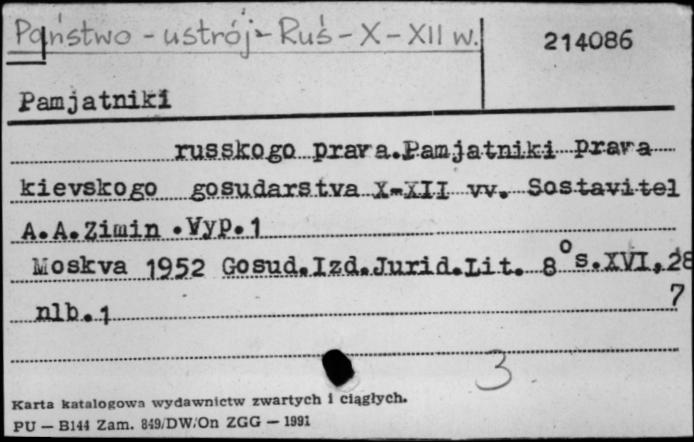 Państwo - ustrój - Ruś - X - XII w.
214086
Pamjatniki
russkogo prava.Pamjatniki prava
kievskogo gosudarstva X-XII vv. Sostavitel
A.A.Zimin .Vyp.1
Moskva 1952 Gosud.Izd.Jurid.Lit. 8° s.XVI,28
7
nlb.1
3
Karta katalogowa wydawnictw zwartych i ciągłych.
PU — B144 Zam. 849/DW/On ZGG — 1991